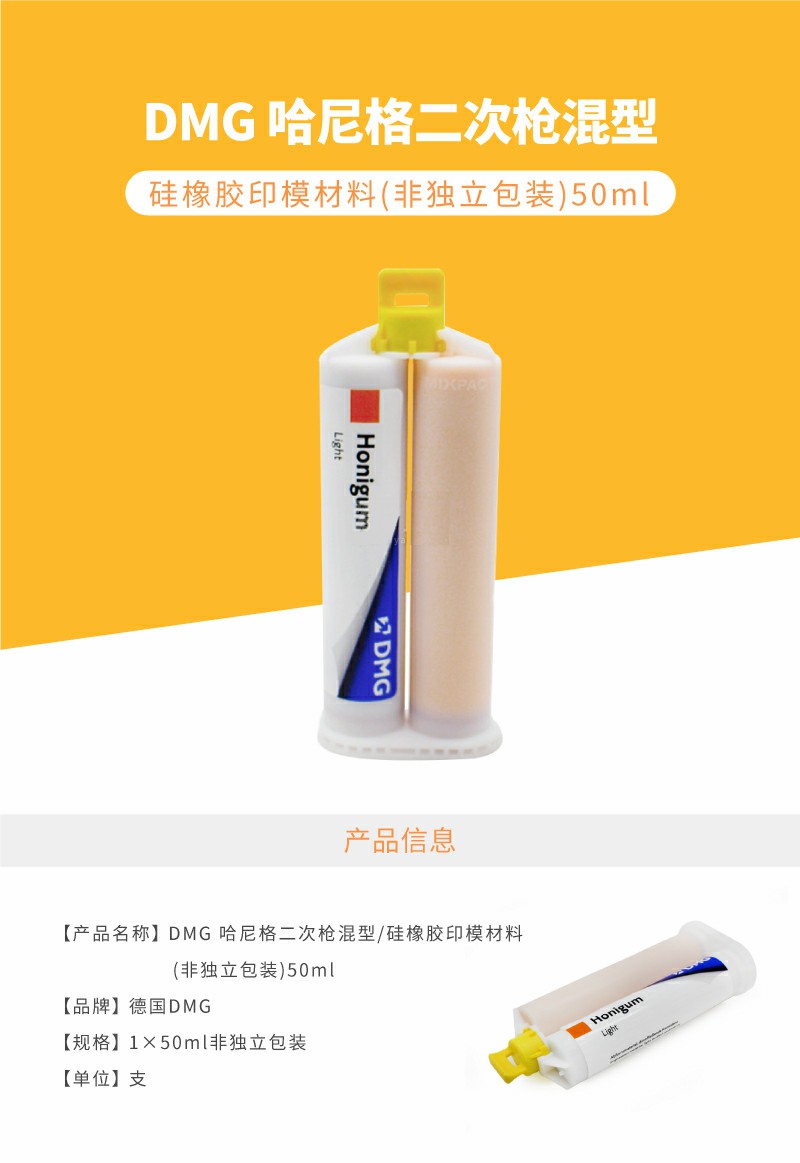 DMG 哈尼格二次枪混型
硅橡胶印模材料(非独立包装)50ml
MIXPAC
Honigum
Light
DMG
产品信息
【产品名称】DMG 哈尼格二次枪混型/硅橡胶印模材料
(非独立包装)50ml
【品牌】德国DMG
【规格】1×50ml非独立包装
【单位】支
DMG
Honigum
Light